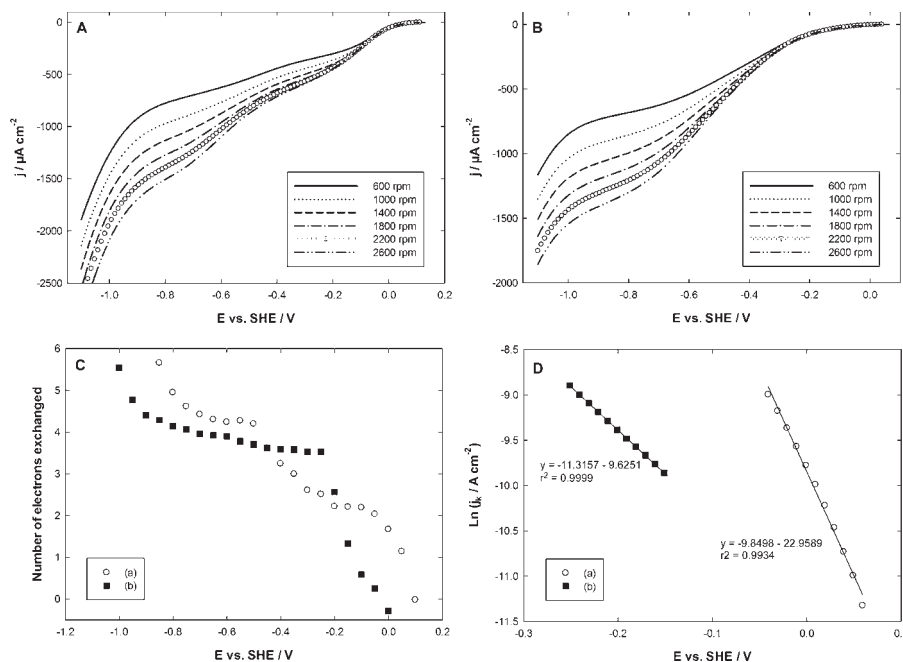 A
j / µA cm-2
0
-500
-1000
-1500
-2000
-2500
600 rpm
1000 rpm
1400 rpm
1800 rpm
2200 rpm
2600 rpm
-1.0 -0.8 -0.6 -0.4 -0.2 0.0 0.2
E vs. SHE / V
B
j / µA cm-2
0
-500
-1000
-1500
-2000
600 rpm
1000 rpm
1400 rpm
1800 rpm
2200 rpm
2600 rpm
-1.0 -0.8 -0.6 -0.4 -0.2 0.0
E vs. SHE / V
C
Number of electrons exchanged
6
5
4
3
2
1
0
(a)
(b)
-1.2 -1.0 -0.8 -0.6 -0.4 -0.2 0.0 0.2
E vs. SHE / V
D
Ln (jk / A cm-2)
-8.5
-9.0
-9.5
-10.0
-10.5
-11.0
-11.5
y = -11.3157 - 9.6251
r2 = 0.9999
y = -9.8498 - 22.9589
r2 = 0.9934
(a)
(b)
-0.3 -0.2 -0.1 0.0 0.1
E vs. SHE / V